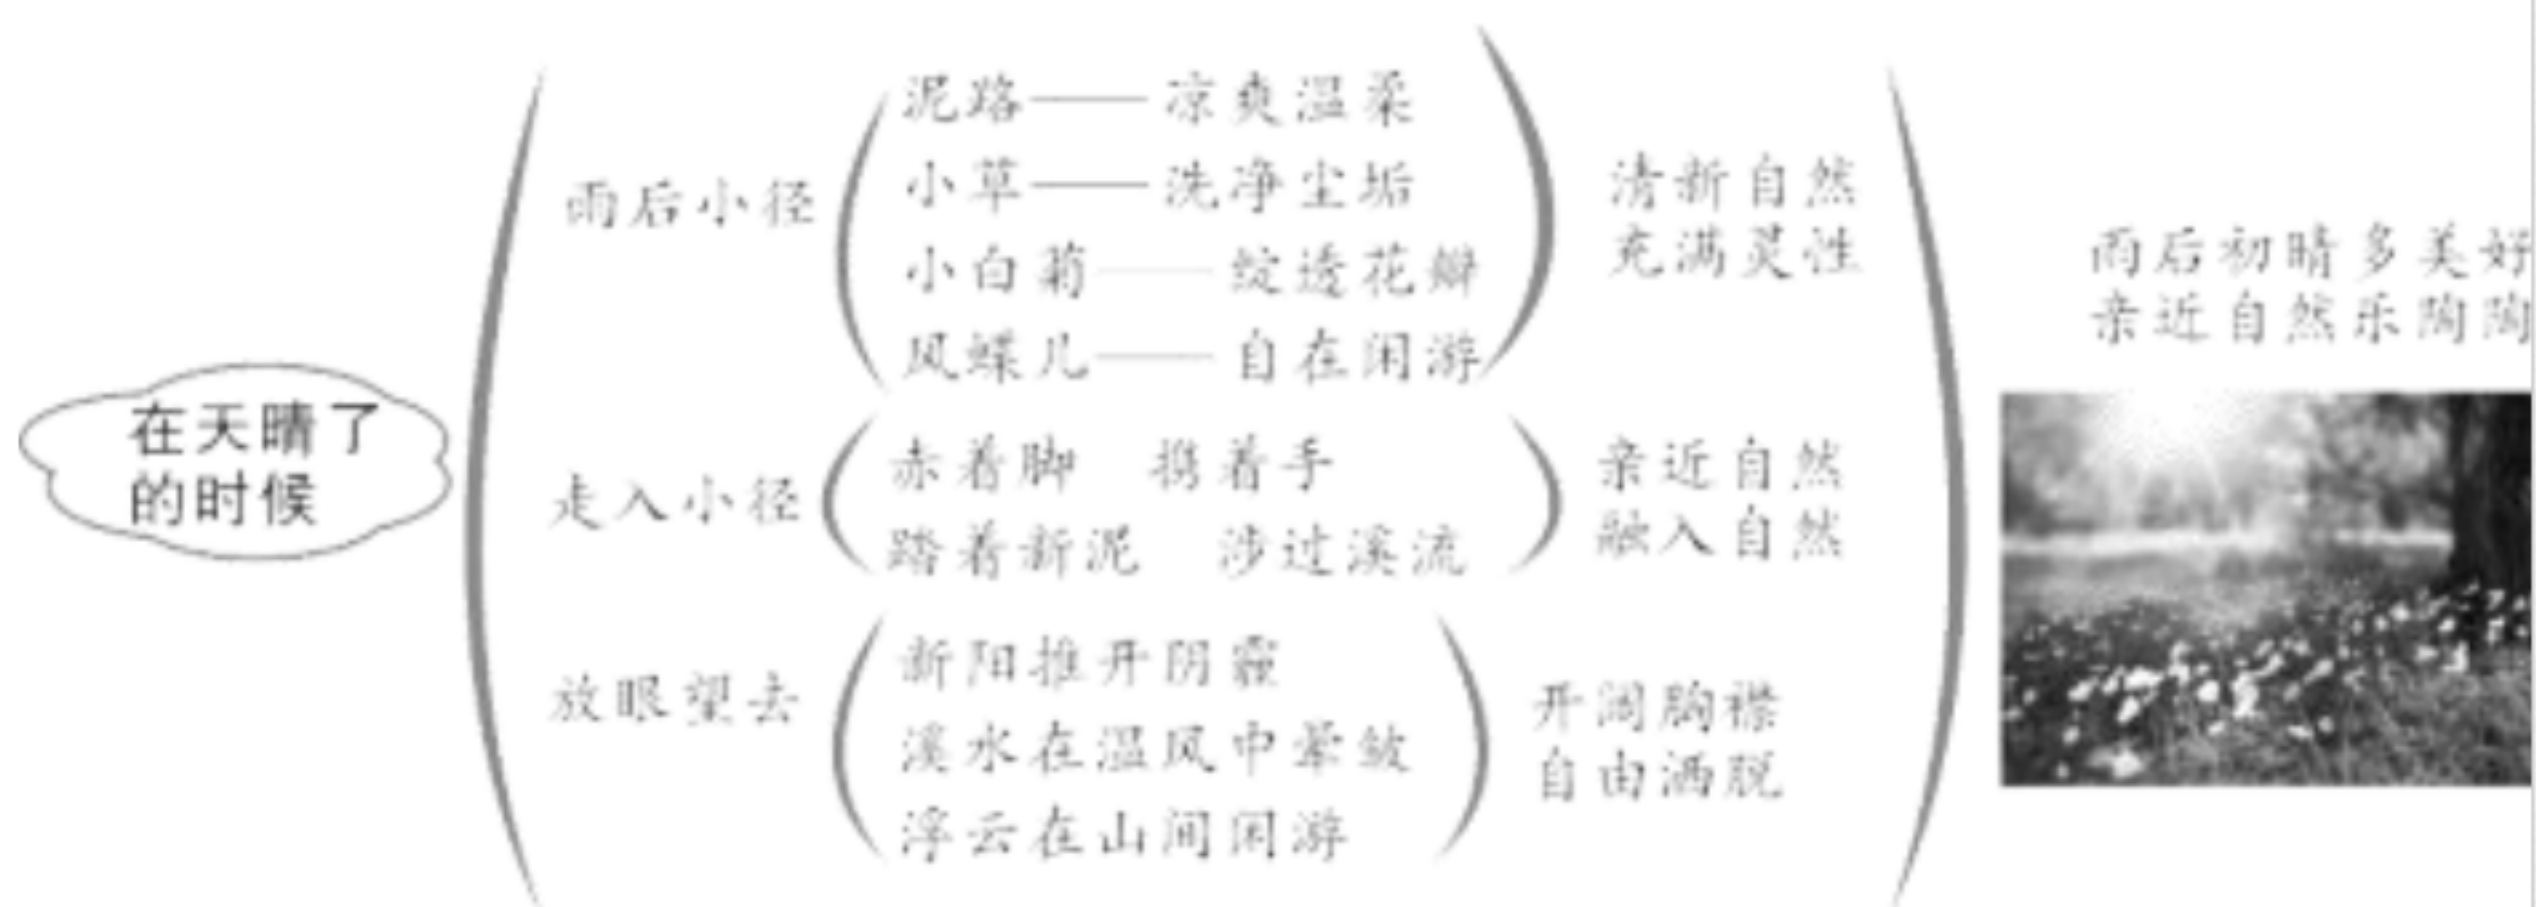 在天晴了
的时候
雨后小径
泥路——凉爽温柔
小草——洗净尘垢
小白菊——绽透花瓣
凤蝶儿——自在闲游
清新自然
充满灵性
走入小径
赤着脚 携着手
踏着新泥 涉过溪流
亲近自然
融入自然
放眼望去
新阳推开阴霾
溪水在温风中晕皱
浮云在山间闲游
开阔胸襟
自由洒脱
雨后初晴多美好
亲近自然乐陶陶